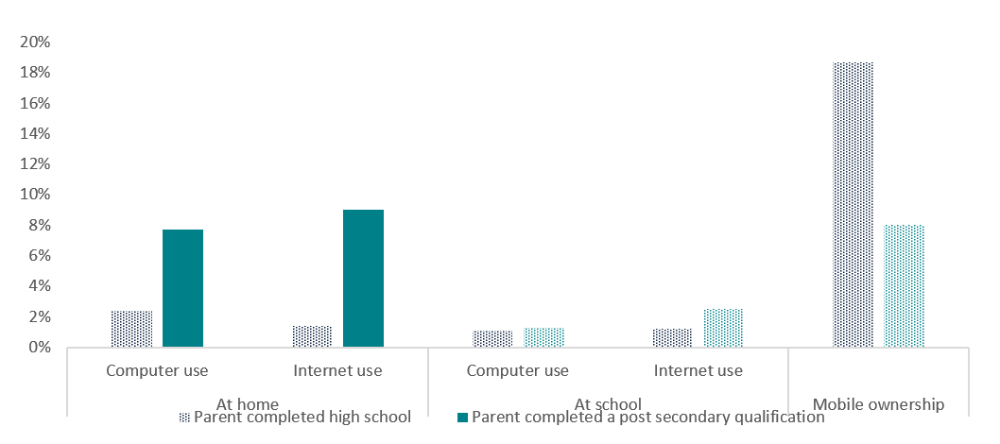 20%
18%
16%
14%
12%
10%
8%
6%
4%
2%
0%
Computer use
Internet use
Computer use
Internet use
At home
At school
Mobile ownership
Parent completed high school
Parent completed a post secondary qualification